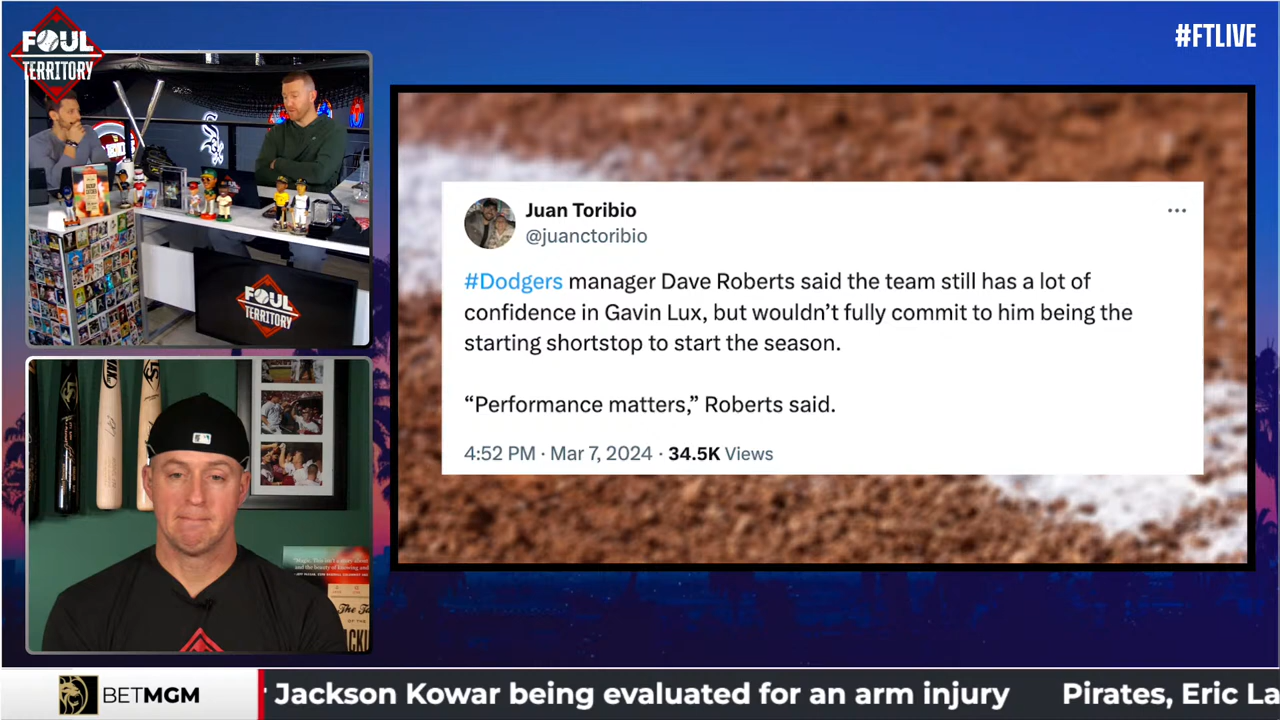 FOUL
TERRITORY
#FTLIVE
FOUL
TERRITORY
Juan Toribio
@juanctoribio
#Dodgers manager Dave Roberts said the team still has a lot of
confidence in Gavin Lux, but wouldn’t fully commit to him being the
starting shortstop to start the season.
“Performance matters,” Roberts said.
4:52 PM · Mar 7, 2024 · 34.5K Views
The
BETMGM
Jackson Kowar being evaluated for an arm injury
Pirates, Eric La